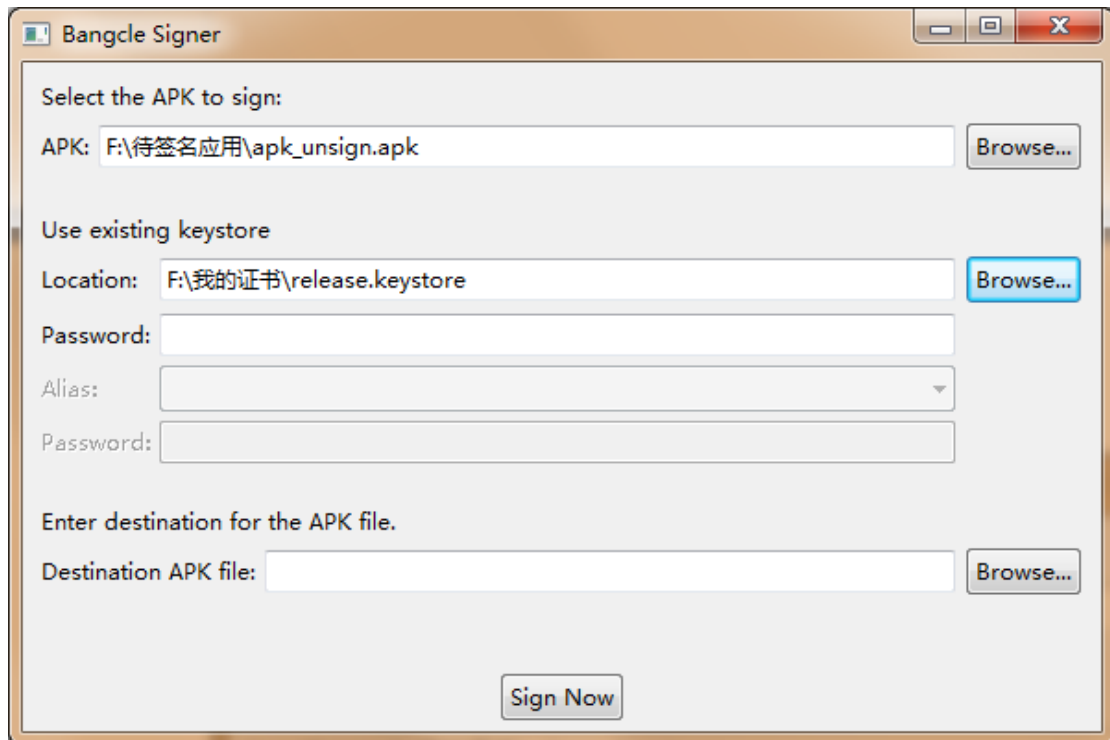 Bangcle Signer
Select the APK to sign:
APK: F:\待签名应用\apk_unsign.apk Browse...
Use existing keystore
Location: F:\我的证书\release.keystore Browse...
Password:
Alias:
Password:
Enter destination for the APK file.
Destination APK file: Browse...
Sign Now